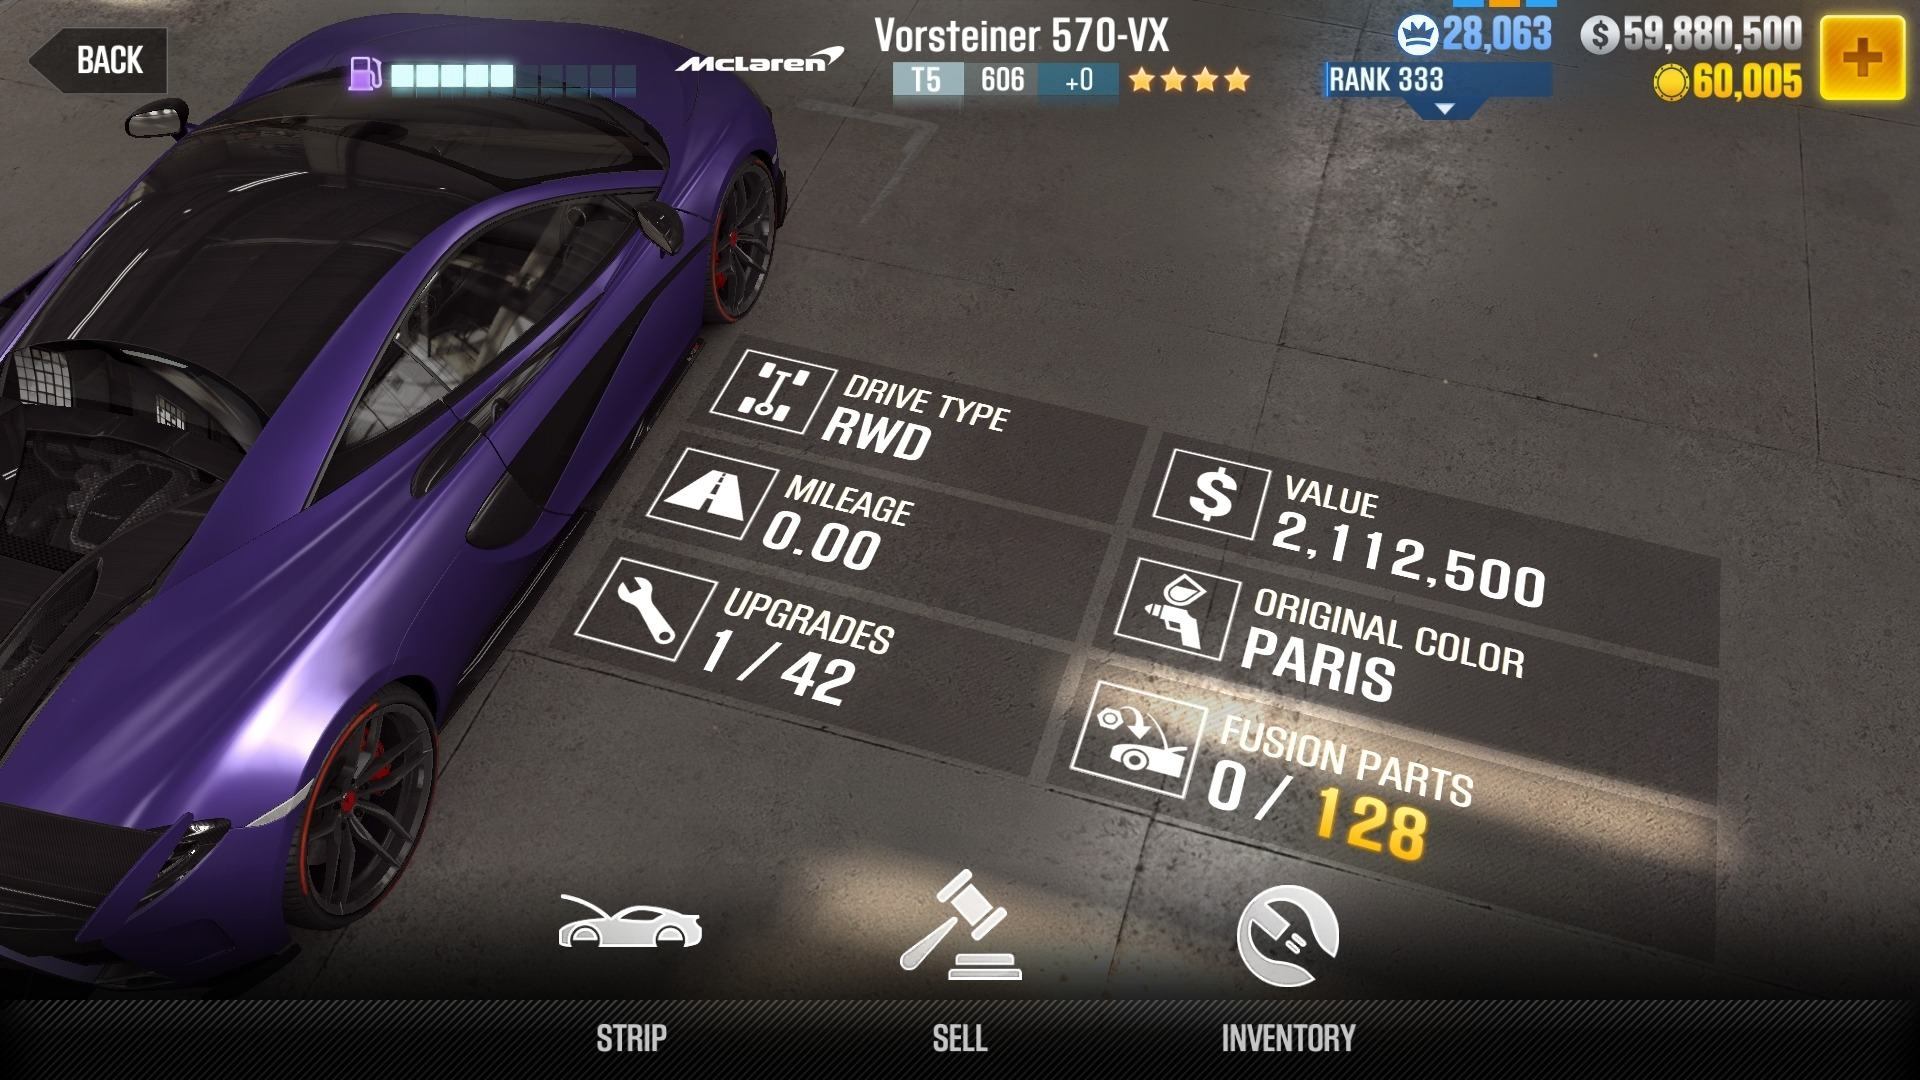 BACK
McLaren
Vorsteiner 570-VX
T5 606 +0
28,063
RANK 333
$ 59,880,500
60,005
+
DRIVE TYPE
RWD
MILEAGE
0.00
UPGRADES
1 / 42
$ VALUE
2,112,500
ORIGINAL COLOR
PARIS
FUSION PARTS
0 / 128
STRIP
SELL
INVENTORY